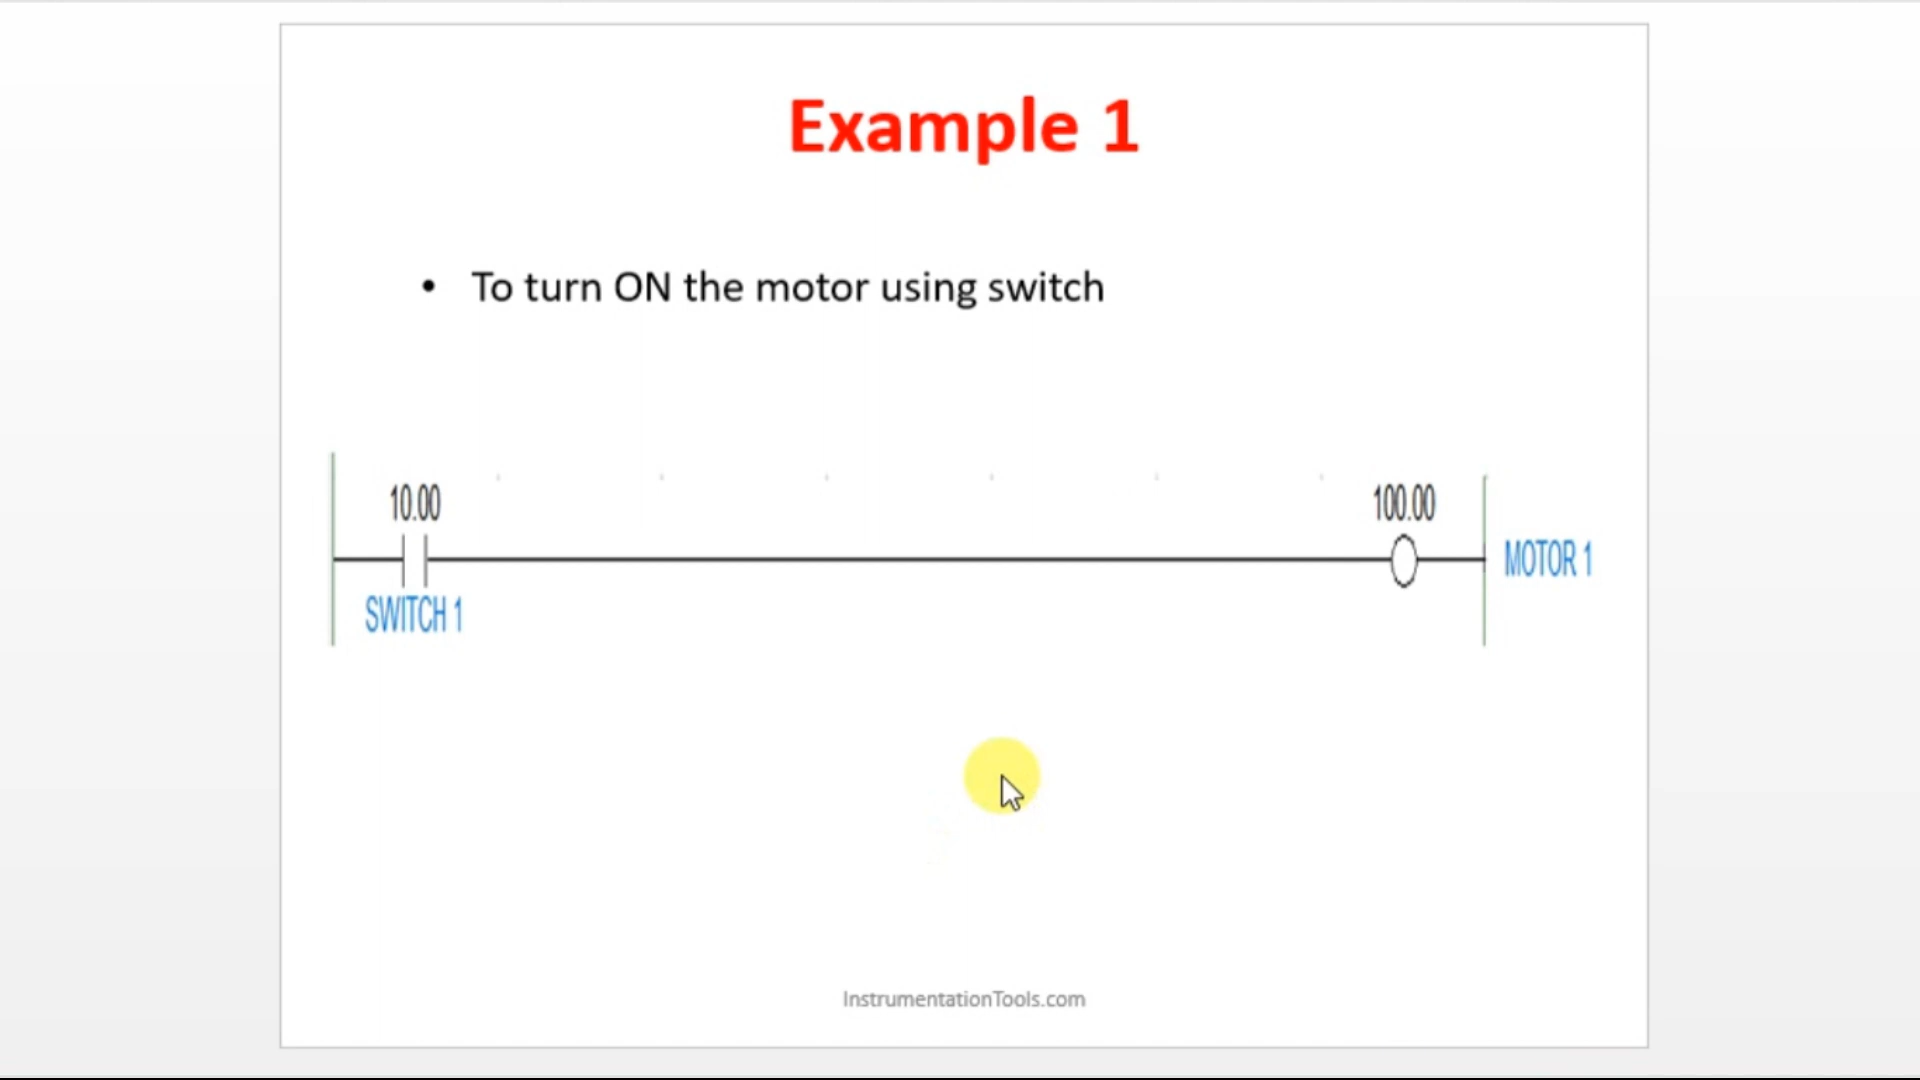 Example 1
• To turn ON the motor using switch
10.00
100.00
MOTOR 1
SWITCH 1
InstrumentationTools.com